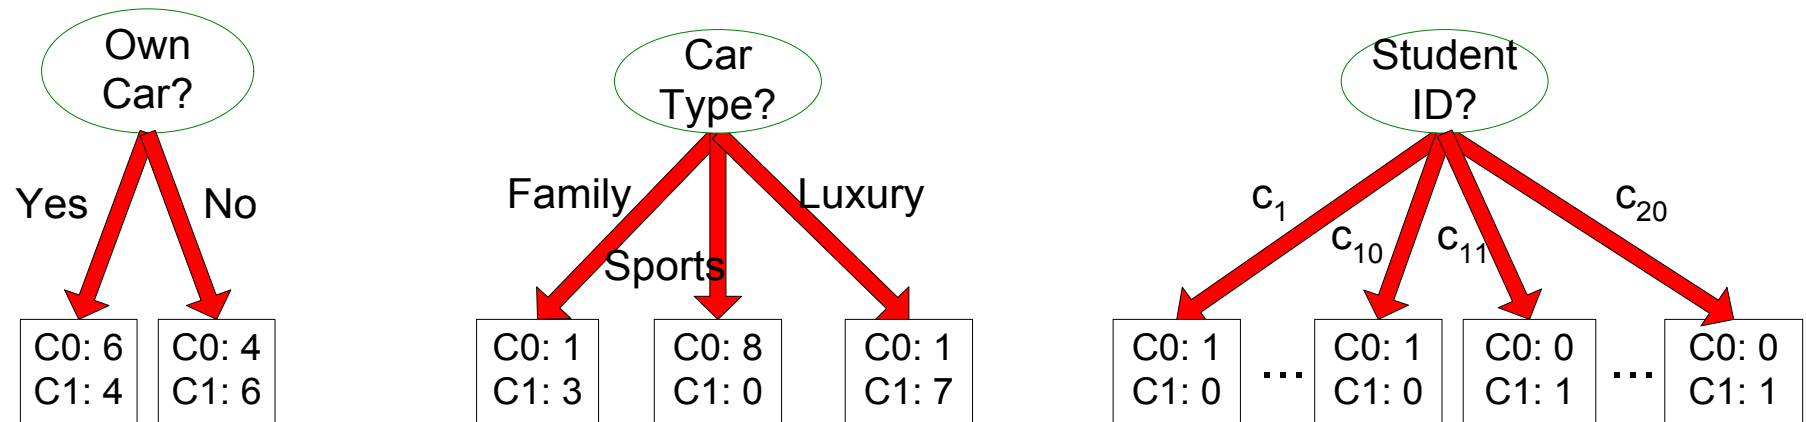 Own
Car?
Yes
No
C0: 6
C1: 4
C0: 4
C1: 6
Car
Type?
Family
Sports
Luxury
C0: 1
C1: 3
C0: 8
C1: 0
C0: 1
C1: 7
Student
ID?
c₁
c₁₀
c₁₁
c₂₀
C0: 1
C1: 0
...
C0: 1
C1: 0
C0: 0
C1: 1
...
C0: 0
C1: 1